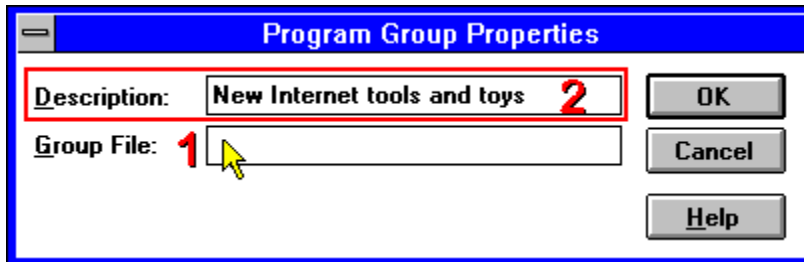 Program Group Properties
Description: New Internet tools and toys 2 OK
Group File: 1 Cancel
Help